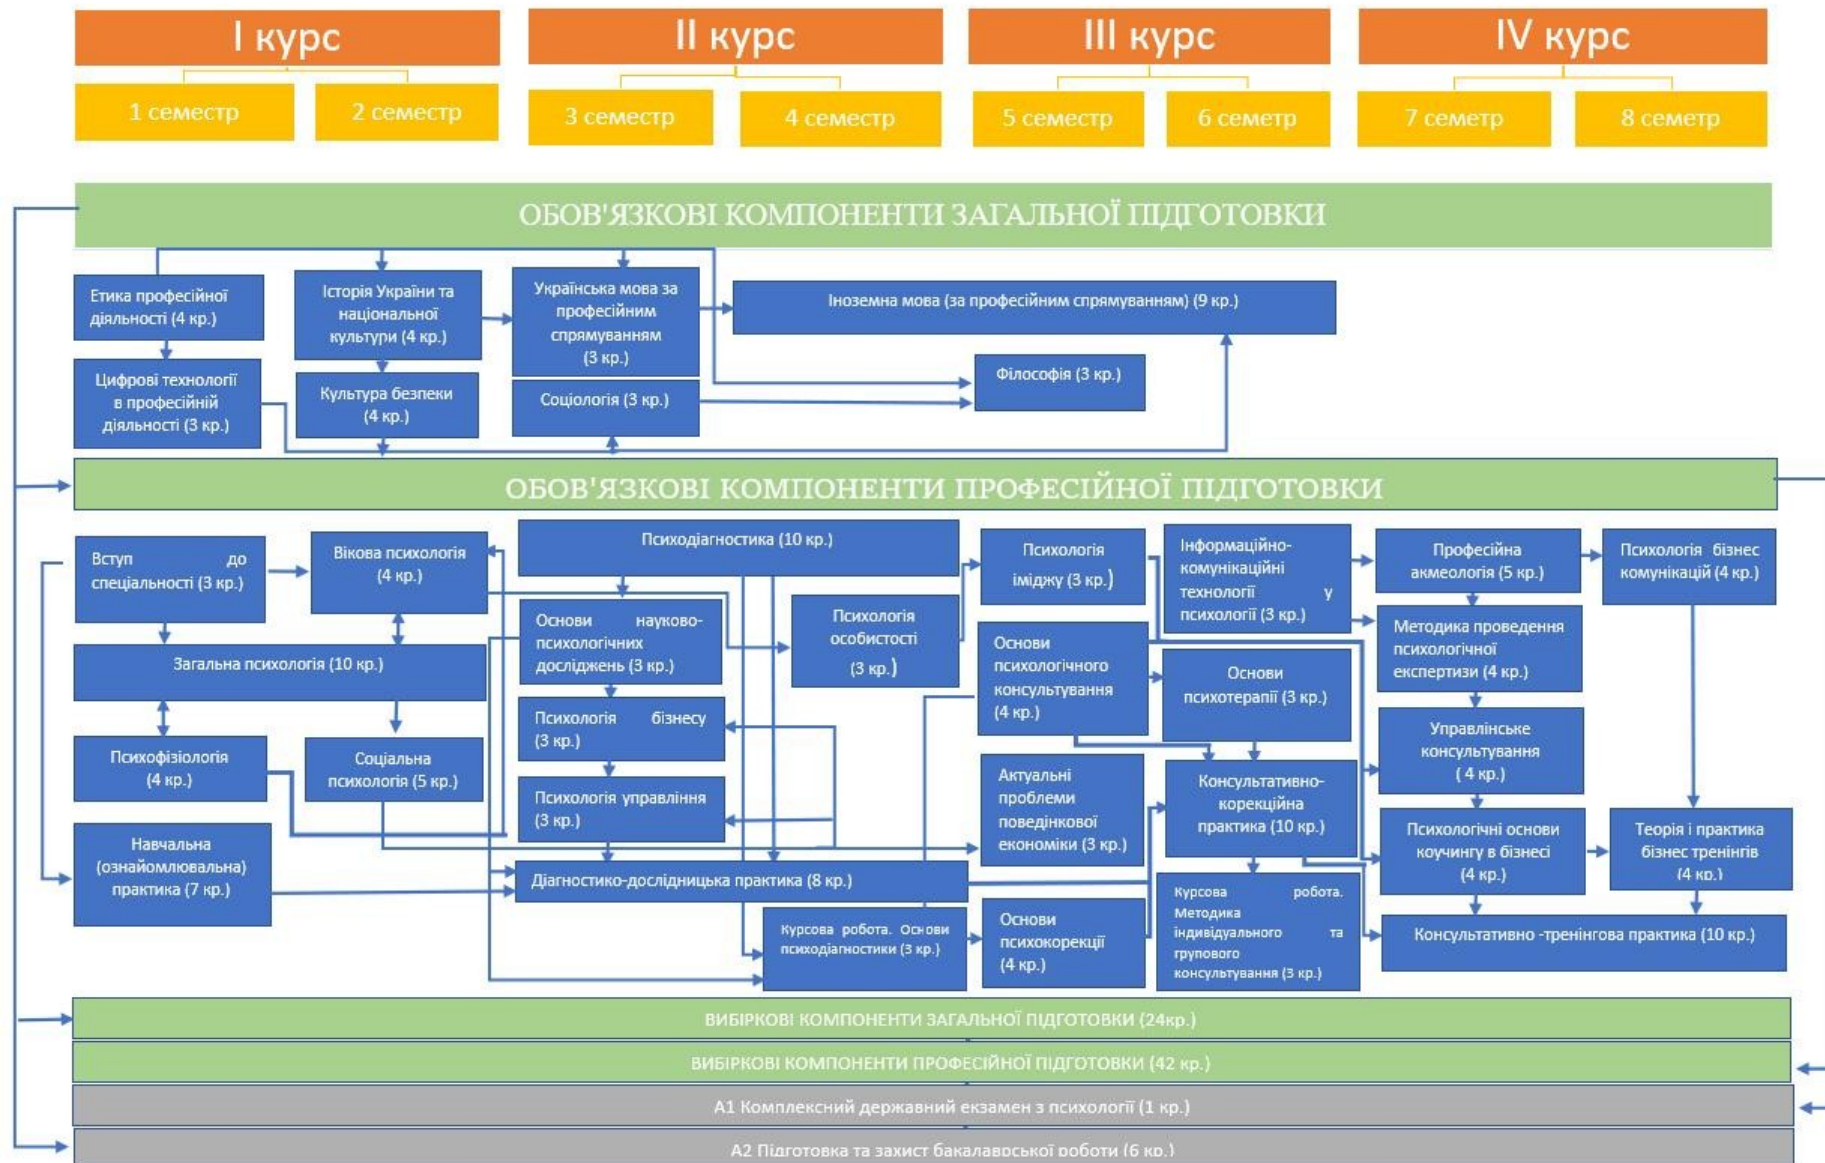 І курс
ІІ курс
ІІІ курс
IV курс
1 семестр
2 семестр
3 семестр
4 семестр
5 семестр
6 семетр
7 семетр
8 семетр
ОБОВ'ЯЗКОВІ КОМПОНЕНТИ ЗАГАЛЬНОЇ ПІДГОТОВКИ
Етика професійної
діяльності (4 кр.)
Історія України та
національної
культури (4 кр.)
Українська мова за
професійним
спрямуванням
(3 кр.)
Іноземна мова (за професійним спрямуванням) (9 кр.)
Цифрові технології
в професійній
діяльності (3 кр.)
Культура безпеки
(4 кр.)
Соціологія (3 кр.)
Філософія (3 кр.)
ОБОВ'ЯЗКОВІ КОМПОНЕНТИ ПРОФЕСІЙНОЇ ПІДГОТОВКИ
Вступ до
спеціальності (3 кр.)
Вікова психологія
(4 кр.)
Загальна психологія (10 кр.)
Психофізіологія
(4 кр.)
Соціальна
психологія (5 кр.)
Навчальна
(ознайомлювальна)
практика (7 кр.)
Психодіагностика (10 кр.)
Основи науково-
психологічних
досліджень (3 кр.)
Психологія
особистості
(3 кр.)
Психологія бізнесу
(3 кр.)
Психологія управління
(3 кр.)
Діагностико-дослідницька практика (8 кр.)
Курсова робота. Основи
психодіагностики (3 кр.)
Психологія
іміджу (3 кр.)
Основи
психологічного
консультування
(4 кр.)
Актуальні
проблеми
поведінкової
економіки (3 кр.)
Основи
психокорекції
(4 кр.)
Інформаційно-
комунікаційні
технології у
психології (3 кр.)
Основи
психотерапії (3 кр.)
Консультативно-
корекційна
практика (10 кр.)
Курсова робота.
Методика
індивідуального та
групового
консультування (3 кр.)
Професійна
акмеологія (5 кр.)
Методика проведення
психологічної
експертизи (4 кр.)
Управлінське
консультування
( 4 кр.)
Психологічні основи
коучингу в бізнесі
(4 кр.)
Психологія бізнес
комунікацій (4 кр.)
Теорія і практика
бізнес тренінгів
(4 кр.)
Консультативно -тренінгова практика (10 кр.)
ВИБІРКОВІ КОМПОНЕНТИ ЗАГАЛЬНОЇ ПІДГОТОВКИ (24кр.)
ВИБІРКОВІ КОМПОНЕНТИ ПРОФЕСІЙНОЇ ПІДГОТОВКИ (42 кр.)
А1 Комплексний державний екзамен з психології (1 кр.)
А2 Підготовка та захист бакалаврської роботи (6 кр.)